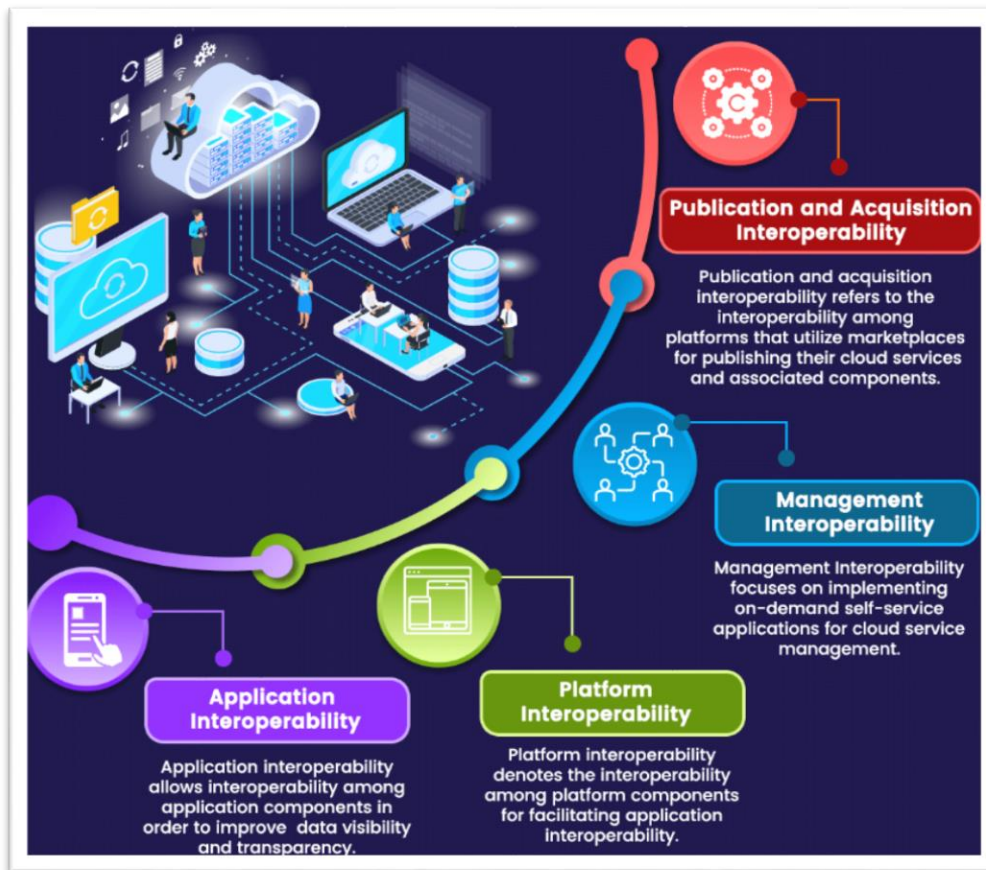 Publication and Acquisition
Interoperability
Publication and acquisition
interoperability refers to the
interoperability among
platforms that utilize marketplaces
for publishing their cloud services
and associated components.
Management
Interoperability
Management Interoperability
focuses on implementing
on-demand self-service
applications for cloud service
management.
Platform
Interoperability
Platform interoperability
denotes the interoperability
among platform components
for facilitating application
interoperability.
Application
Interoperability
Application interoperability
allows interoperability among
application components in
order to improve data visibility
and transparency.